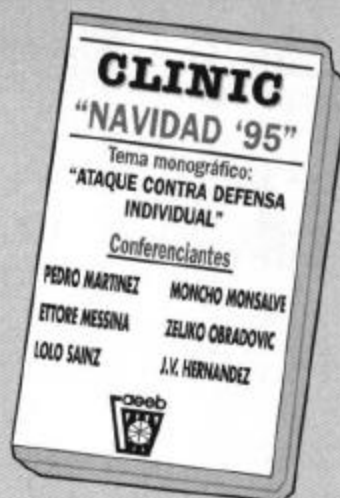 CLINIC
"NAVIDAD '95"
Tema monográfico:
"ATAQUE CONTRA DEFENSA
INDIVIDUAL"
Conferenciantes
PEDRO MARTINEZ MONCHO MONSALVE
ETTORE MESSINA ZELJKO OBRADOVIC
LOLO SAINZ J.V. HERNANDEZ
aeeb